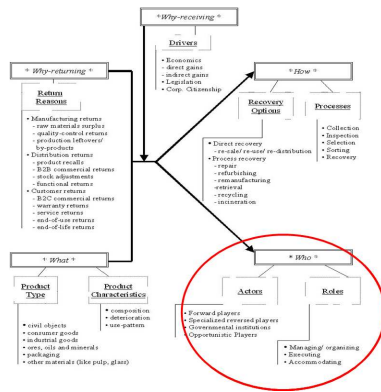 * Why-receiving *
Drivers
• Economics
- direct gains
- indirect gains
• Legislation
• Corp. Citizenship
* Why-returning *
Return
Reasons
• Manufacturing returns
- raw materials surplus
- quality-control returns
- production leftovers/
by-products
• Distribution returns
- product recalls
- B2B commercial returns
- stock adjustments
- functional returns
• Customer returns
- B2C commercial returns
- warranty returns
- service returns
- end-of-use returns
- end-of-life returns
* How *
Recovery
Options
• Direct recovery
- re-sale/ re-use/ re-distribution
• Process recovery
- repair
- refurbishing
- remanufacturing
-retrieval
- recycling
- incineration
Processes
• Collection
• Inspection
• Selection
• Sorting
• Recovery
* What *
Product
Type
• civil objects
• consumer goods
• industrial goods
• ores, oils and minerals
• packaging
• other materials (like pulp, glass)
Product
Characteristics
• composition
• deterioration
• use-pattern
* Who *
Actors
• Forward players
• Specialized reversed players
• Governmental institutions
• Opportunistic Players
Roles
• Managing/ organizing
• Executing
• Accommodating